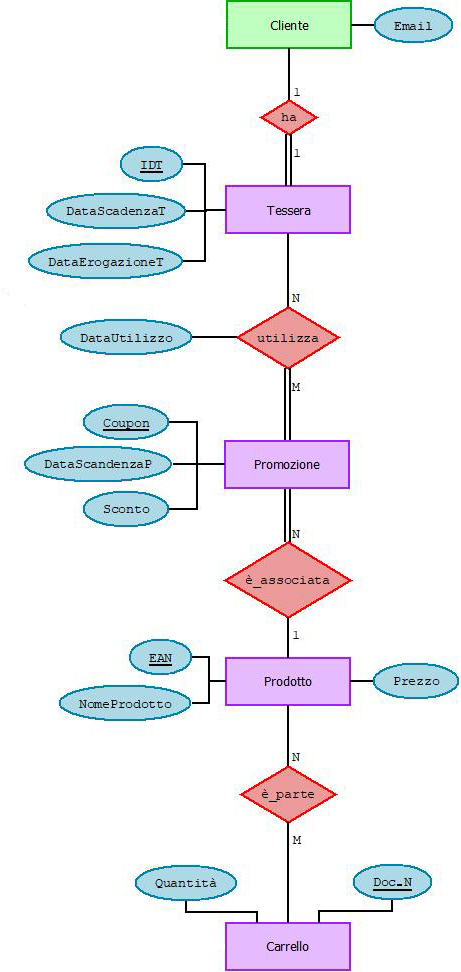 Cliente
Email
1
ha
1
IDT
DataScadenzaT
Tessera
DataErogazioneT
N
DataUtilizzo
utilizza
M
Coupon
DataScandenzaP
Promozione
Sconto
N
è_associata
1
EAN
Prodotto
Prezzo
NomeProdotto
N
è_parte
M
Quantità
Doc_N
Carrello